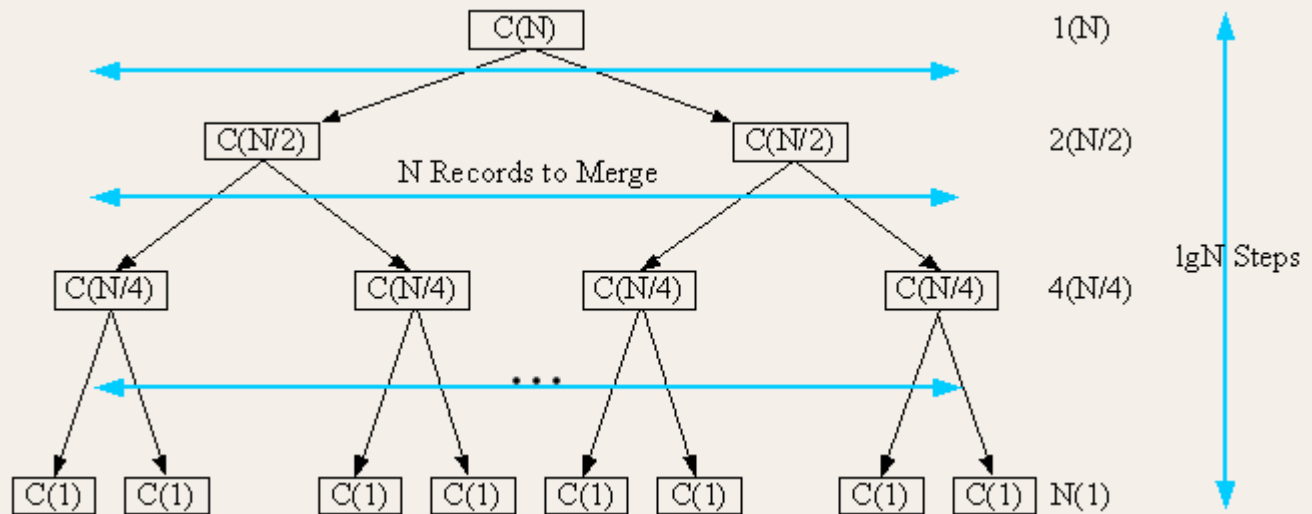 C(N) 1(N)
C(N/2) C(N/2) 2(N/2)
N Records to Merge
lgN Steps
C(N/4) C(N/4) C(N/4) C(N/4) 4(N/4)
...
C(1) C(1) C(1) C(1) C(1) C(1) C(1) C(1) N(1)